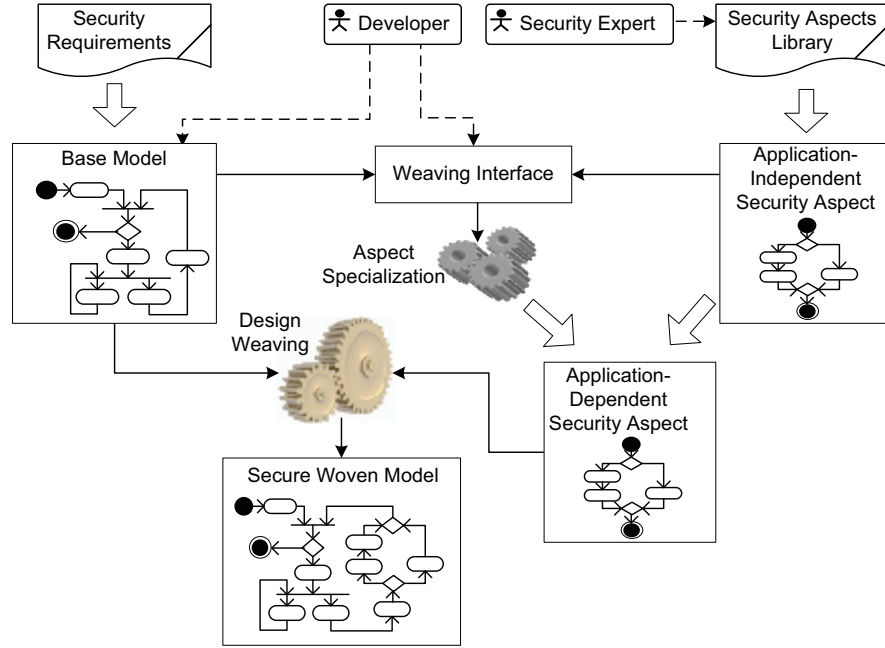 Security
Requirements
Developer
Security Expert
Security Aspects
Library
Base Model
Weaving Interface
Application-
Independent
Security Aspect
Aspect
Specialization
Design
Weaving
Application-
Dependent
Security Aspect
Secure Woven Model